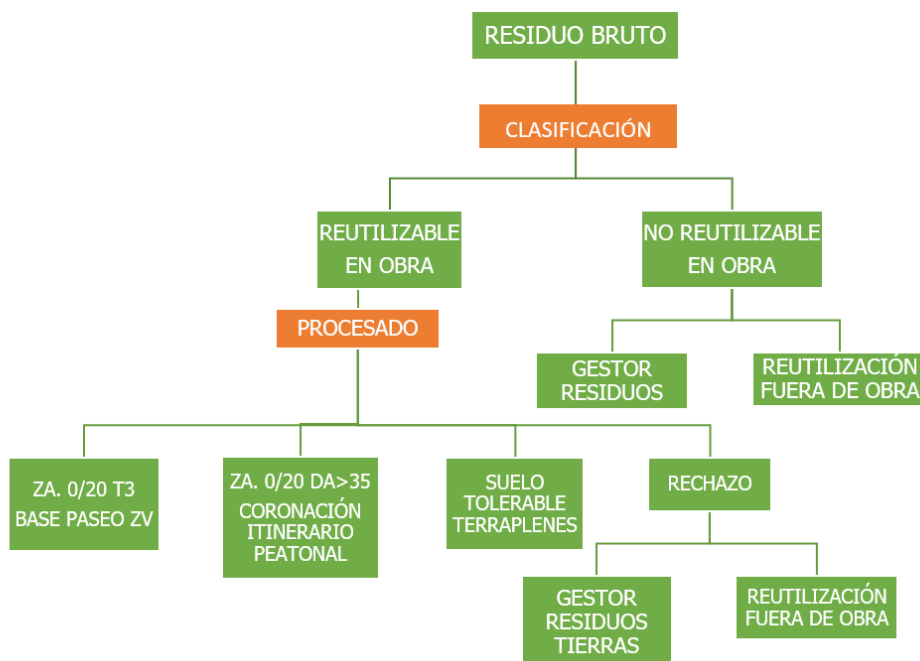 RESIDUO BRUTO
CLASIFICACIÓN
REUTILIZABLE
EN OBRA
NO REUTILIZABLE
EN OBRA
PROCESADO
GESTOR
RESIDUOS
REUTILIZACIÓN
FUERA DE OBRA
ZA. 0/20 T3
BASE PASEO ZV
ZA. 0/20 DA>35
CORONACIÓN
ITINERARIO
PEATONAL
SUELO
TOLERABLE
TERRAPLENES
RECHAZO
GESTOR
RESIDUOS
TIERRAS
REUTILIZACIÓN
FUERA DE OBRA